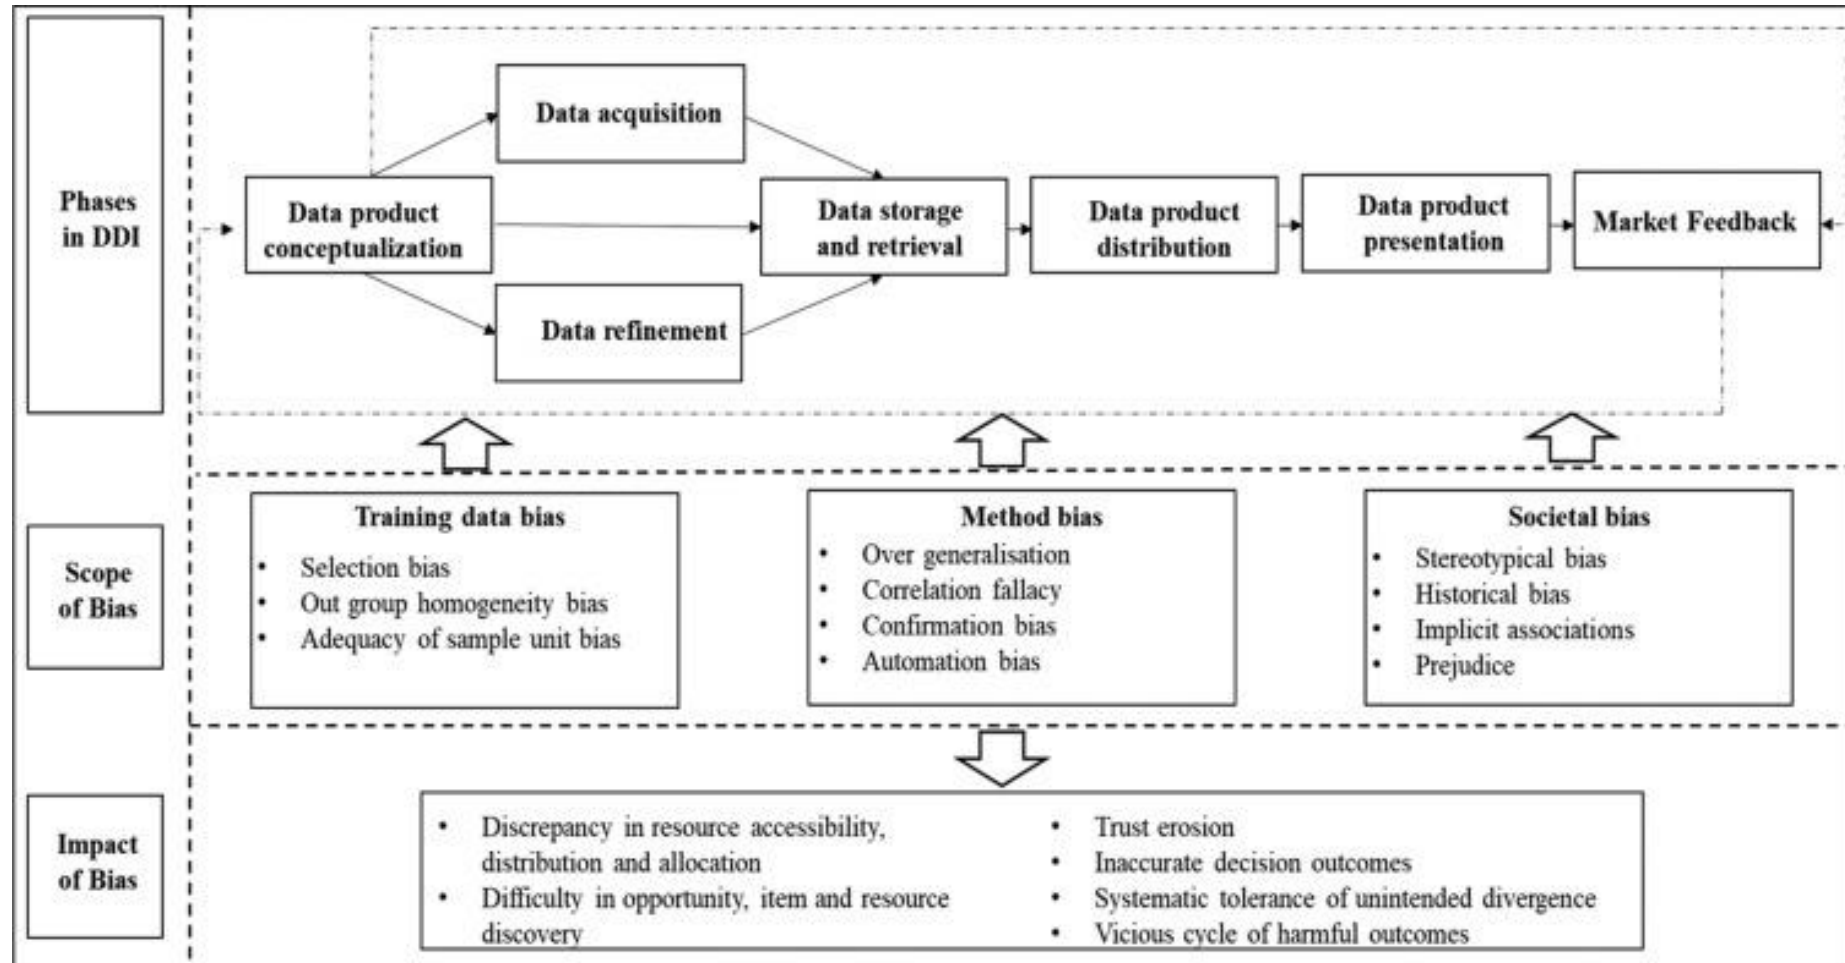 Phases
in DDI
Data acquisition
Data product
conceptualization
Data refinement
Data storage
and retrieval
Data product
distribution
Data product
presentation
Market Feedback
Scope
of Bias
Training data bias
• Selection bias
• Out group homogeneity bias
• Adequacy of sample unit bias
Method bias
• Over generalisation
• Correlation fallacy
• Confirmation bias
• Automation bias
Societal bias
• Stereotypical bias
• Historical bias
• Implicit associations
• Prejudice
Impact
of Bias
• Discrepancy in resource accessibility,
distribution and allocation
• Difficulty in opportunity, item and resource
discovery
• Trust erosion
• Inaccurate decision outcomes
• Systematic tolerance of unintended divergence
• Vicious cycle of harmful outcomes